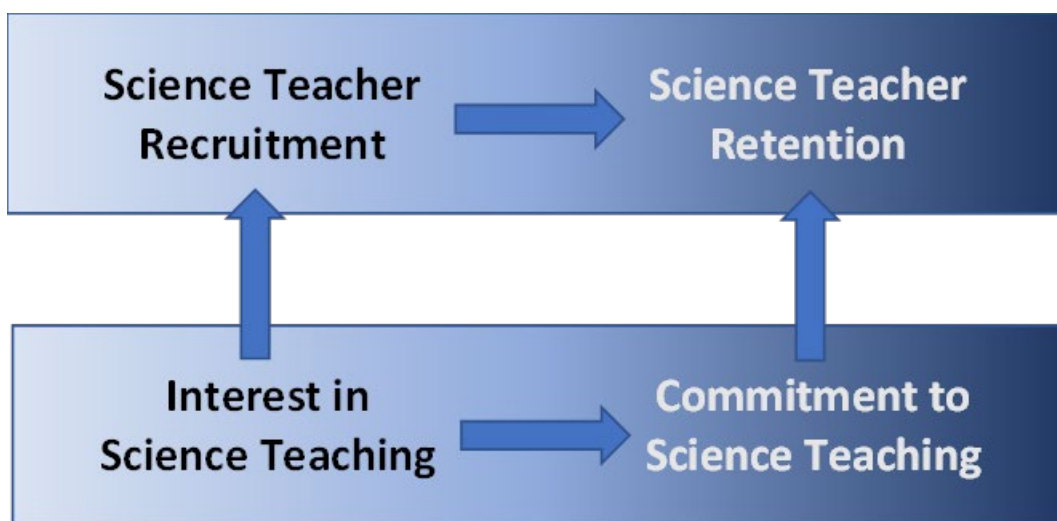 Science Teacher
Recruitment
Science Teacher
Retention
Interest in
Science Teaching
Commitment to
Science Teaching